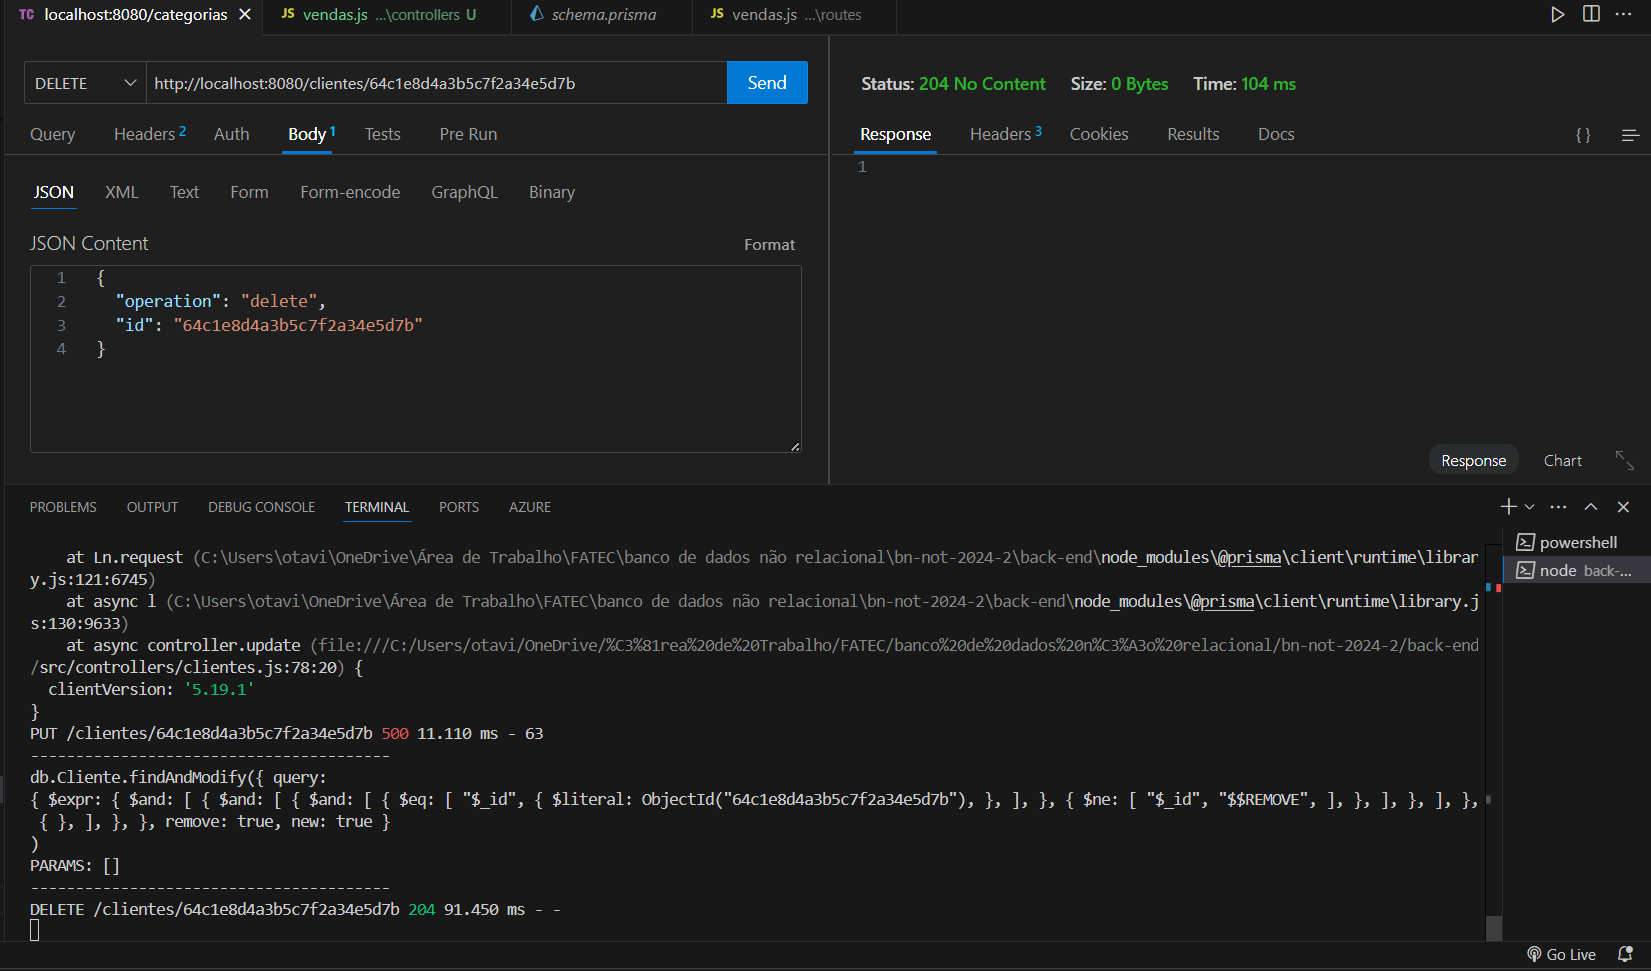 TC localhost:8080/categorias ✕ JS vendas.js ...\controllers U schema.prisma JS vendas.js ...\routes
DELETE http://localhost:8080/clientes/64c1e8d4a3b5c7f2a34e5d7b Send
Query Headers 2 Auth Body 1 Tests Pre Run
JSON XML Text Form Form-encode GraphQL Binary
JSON Content Format
1 {
2 "operation": "delete",
3 "id": "64c1e8d4a3b5c7f2a34e5d7b"
4 }
Status: 204 No Content Size: 0 Bytes Time: 104 ms
Response Headers 3 Cookies Results Docs {}
1
Response Chart
PROBLEMS OUTPUT DEBUG CONSOLE TERMINAL PORTS AZURE
at Ln.request (C:\Users\otavi\OneDrive\Área de Trabalho\FATEC\banco de dados não relacional\bn-not-2024-2\back-end\node_modules\@prisma\client\runtime\librar
y.js:121:6745)
at async l (C:\Users\otavi\OneDrive\Área de Trabalho\FATEC\banco de dados não relacional\bn-not-2024-2\back-end\node_modules\@prisma\client\runtime\library.j
s:130:9633)
at async controller.update (file:///C:/Users/otavi/OneDrive/%C3%81rea%20de%20Trabalho/FATEC/banco%20de%20dados%20n%C3%A3o%20relacional/bn-not-2024-2/back-end
/src/controllers/clientes.js:78:20) {
clientVersion: '5.19.1'
}
PUT /clientes/64c1e8d4a3b5c7f2a34e5d7b 500 11.110 ms - 63
----------------------------------------
db.Cliente.findAndModify({ query:
{ $expr: { $and: [ { $and: [ { $and: [ { $eq: [ "$_id", { $literal: ObjectId("64c1e8d4a3b5c7f2a34e5d7b"), }, ], }, { $ne: [ "$_id", "$$REMOVE", ], }, ], }, ], },
{ }, ], }, }, remove: true, new: true }
)
PARAMS: []
----------------------------------------
DELETE /clientes/64c1e8d4a3b5c7f2a34e5d7b 204 91.450 ms - -
powershell
node back-...
Go Live